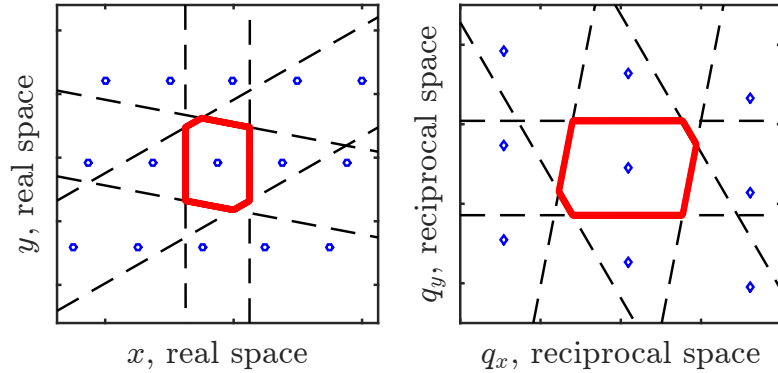 y, real space
x, real space
q_y, reciprocal space
q_x, reciprocal space